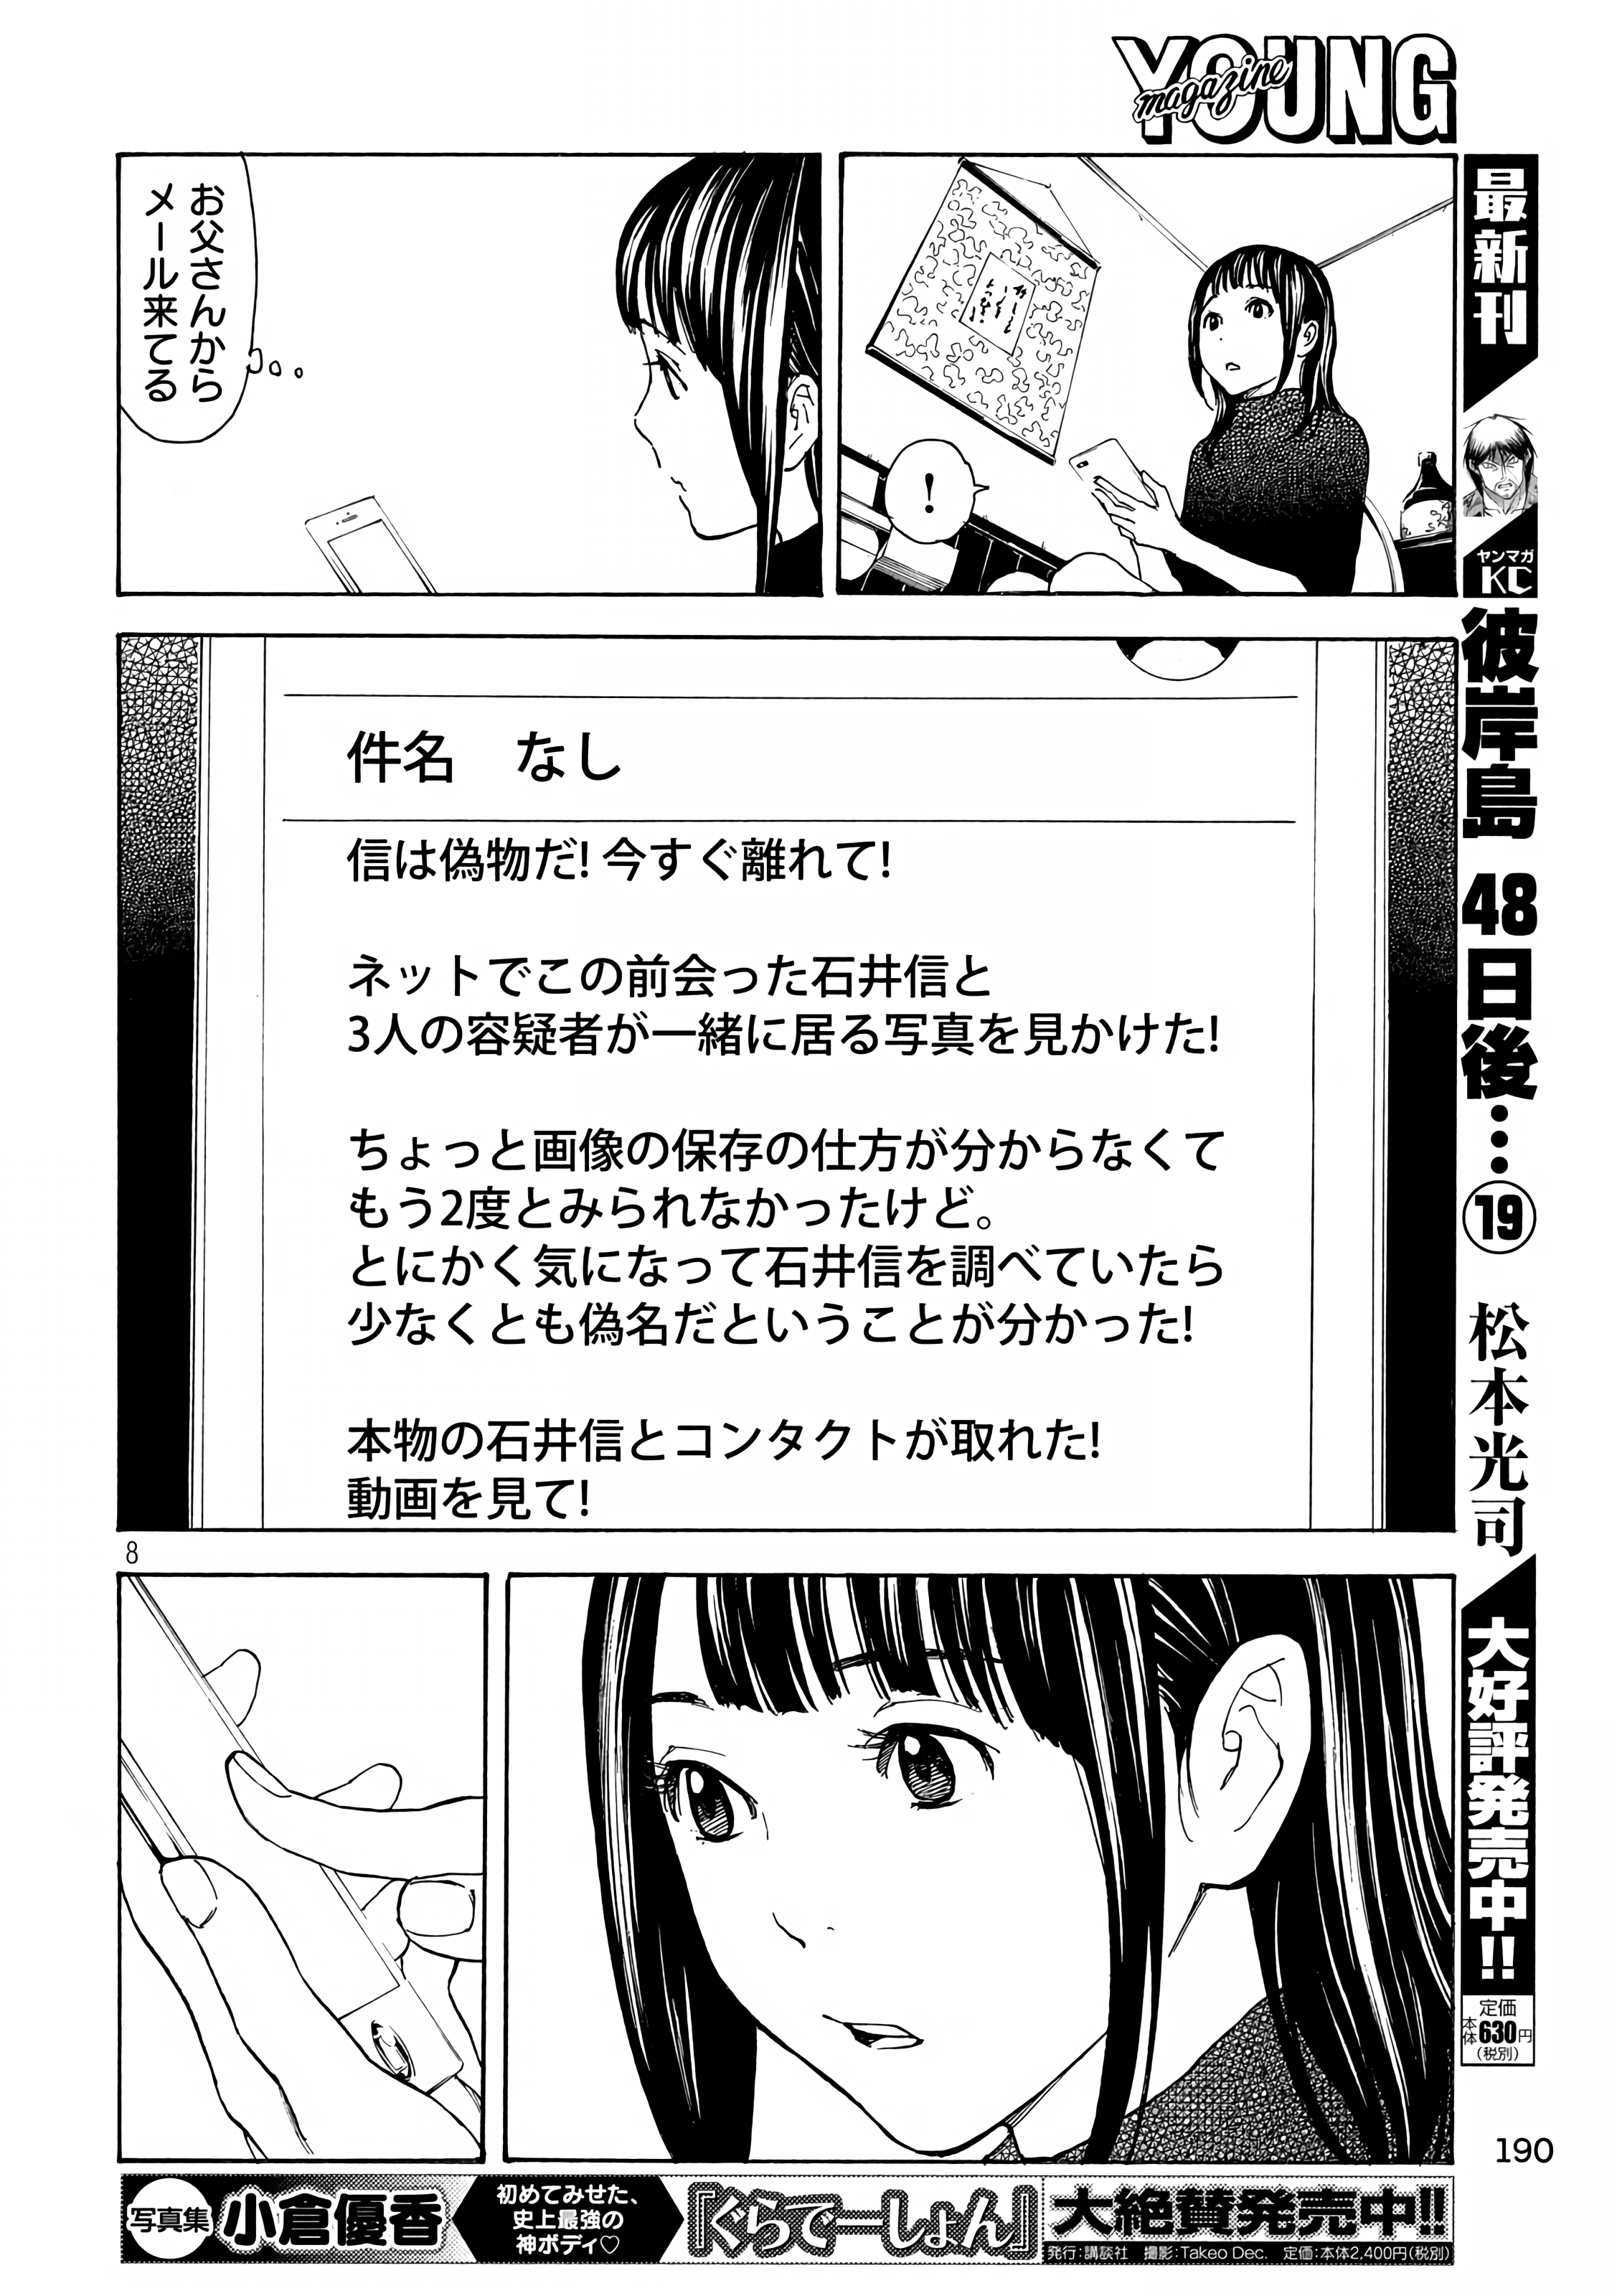 YOUNG
magazine
!
お父さんから
メール来てる
件名 なし
信は偽物だ!今すぐ離れて!
ネットでこの前会った石井信と
3人の容疑者が一緒に居る写真を見かけた!
ちょっと画像の保存の仕方が分からなくて
もう2度とみられなかったけど。
とにかく気になって石井信を調べていたら
少なくとも偽名だということが分かった!
本物の石井信とコンタクトが取れた!
動画を見て!
8
最新刊
ヤンマガ
KC
彼岸島 48日後…⑲
松本光司
大好評発売中!!
定価
本体630円
(税別)
190
写真集
小倉優香
初めてみせた、
史上最強の
神ボディ♡
『ぐらでーしょん』
大絶賛発売中!!
発行:講談社 撮影:Takeo Dec. 定価:本体2,400円(税別)